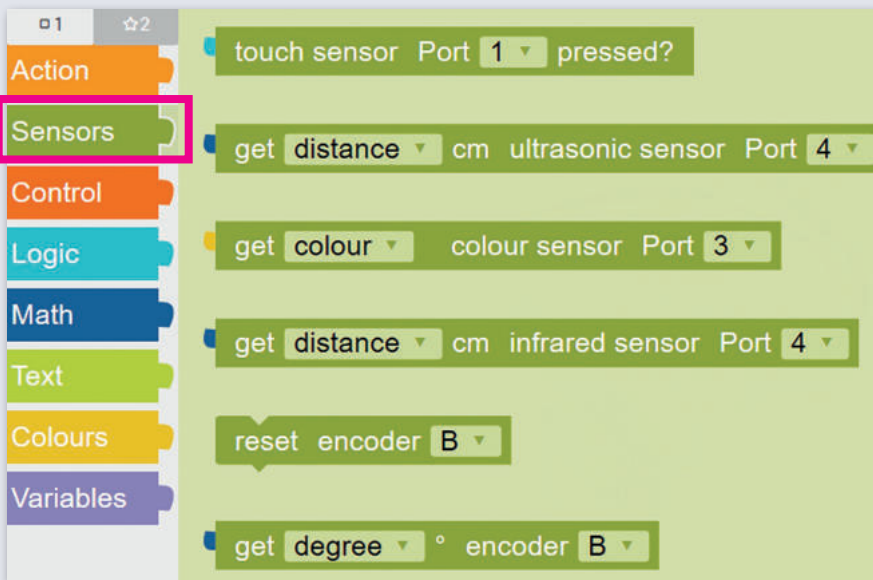 1
2
Action
Sensors
Control
Logic
Math
Text
Colours
Variables
touch sensor Port 1 pressed?
get distance cm ultrasonic sensor Port 4
get colour colour sensor Port 3
get distance cm infrared sensor Port 4
reset encoder B
get degree ° encoder B